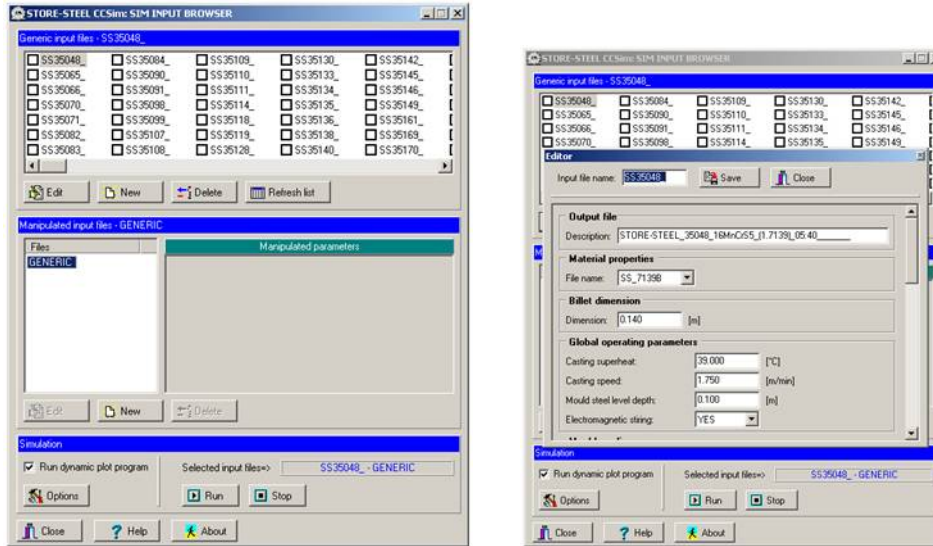 STORE-STEEL CCSim: SIM INPUT BROWSER
Generic input files - SS35048_
SS35048_ SS35084_ SS35109_ SS35130_ SS35142_
SS35065_ SS35090_ SS35110_ SS35133_ SS35145_
SS35066_ SS35091_ SS35111_ SS35134_ SS35146_
SS35070_ SS35098_ SS35114_ SS35135_ SS35149_
SS35071_ SS35099_ SS35118_ SS35136_ SS35161_
SS35082_ SS35107_ SS35119_ SS35138_ SS35169_
SS35083_ SS35108_ SS35128_ SS35140_ SS35170_
Edit New Delete Refresh list
Manipulated input files - GENERIC
Files Manipulated parameters
GENERIC
Edit New Delete
Simulation
Run dynamic plot program Selected input files=> SS35048_ - GENERIC
Options Run Stop
Close Help About
STORE-STEEL CCSim: SIM INPUT BROWSER
Generic input files - SS35048_
SS35048_ SS35084_ SS35109_ SS35130_ SS35142_
SS35065_ SS35090_ SS35110_ SS35133_ SS35145_
SS35066_ SS35091_ SS35111_ SS35134_ SS35146_
SS35070_ SS35098_ SS35114_ SS35135_ SS35149_
Editor
Input file name: SS35048_ Save Close
Output file
Description: STORE-STEEL_35048_16MnCrS5_(1.7139)_05:40______
Material properties
File name: SS_7139B
Billet dimension
Dimension: 0.140 [m]
Global operating parameters
Casting superheat: 39.000 [°C]
Casting speed: 1.750 [m/min]
Mould steel level depth: 0.100 [m]
Electromagnetic stiring: YES
Simulation
Run dynamic plot program Selected input files=> SS35048_ - GENERIC
Options Run Stop
Close Help About